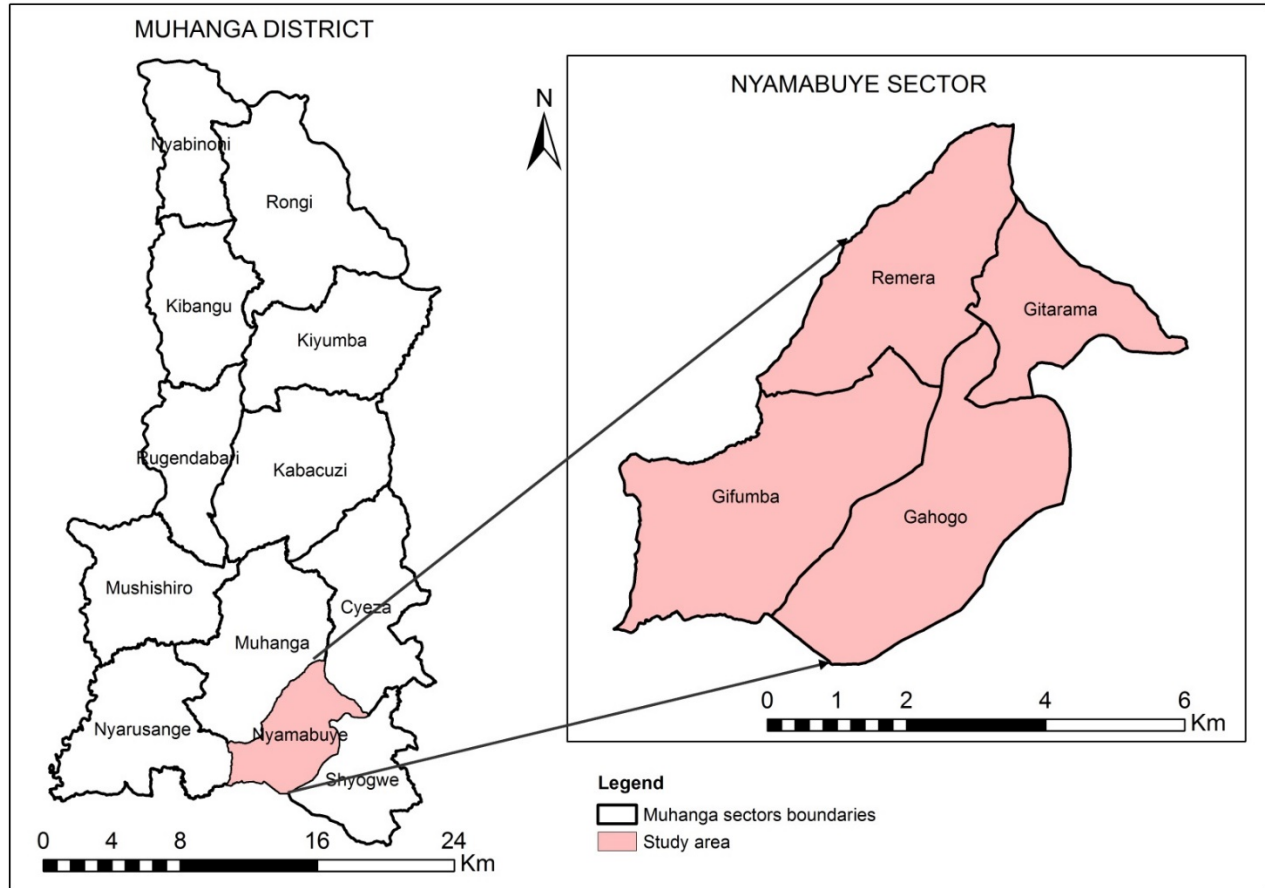 MUHANGA DISTRICT
Nyabinoni
Rongi
Kibangu
Kiyumba
Rugendabari
Kabacuzi
Mushishiro
Cyeza
Muhanga
Nyarusange
Nyamabuye
Shyogwe
0 4 8 16 24
Km
N
NYAMABUYE SECTOR
Remera
Gitarama
Gifumba
Gahogo
0 1 2 4 6
Km
Legend
Muhanga sectors boundaries
Study area